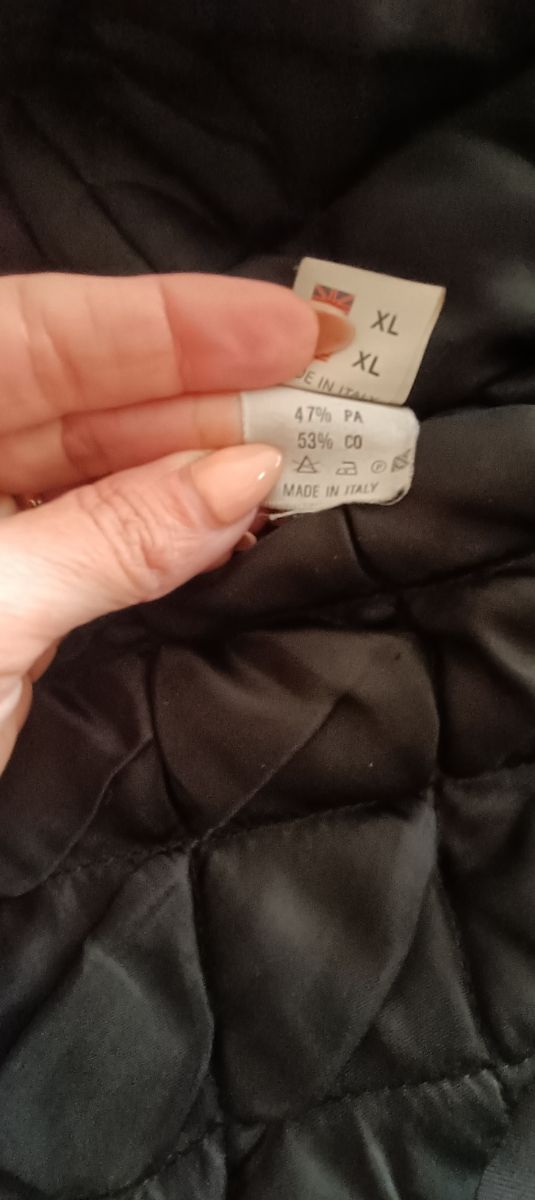 XL
XL
IN ITALY
47% PA
53% CO
P
MADE IN ITALY